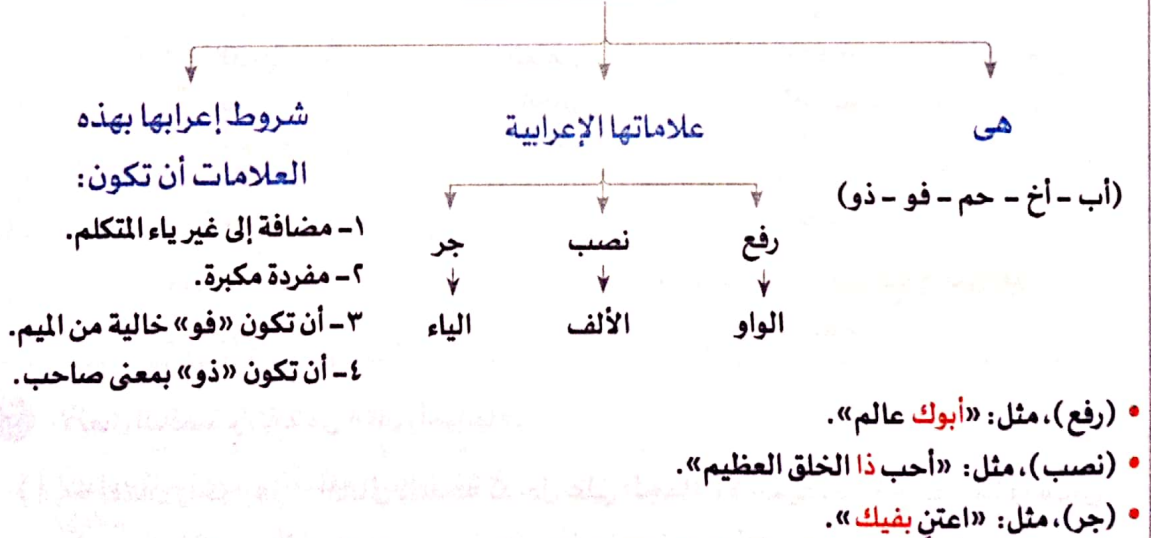 هى
(أب - أخ - حم - فو - ذو)
علاماتها الإعرابية
رفع
نصب
جر
الواو
الألف
الياء
شروط إعرابها بهذه
العلامات أن تكون:
١- مضافة إلى غير ياء المتكلم.
٢- مفردة مكبرة.
٣- أن تكون «فو» خالية من الميم.
٤- أن تكون «ذو» بمعنى صاحب.
• (رفع)، مثل: «أبوك عالم».
• (نصب)، مثل: «أحب ذا الخلق العظيم».
• (جر)، مثل: «اعتنِ بفيك».